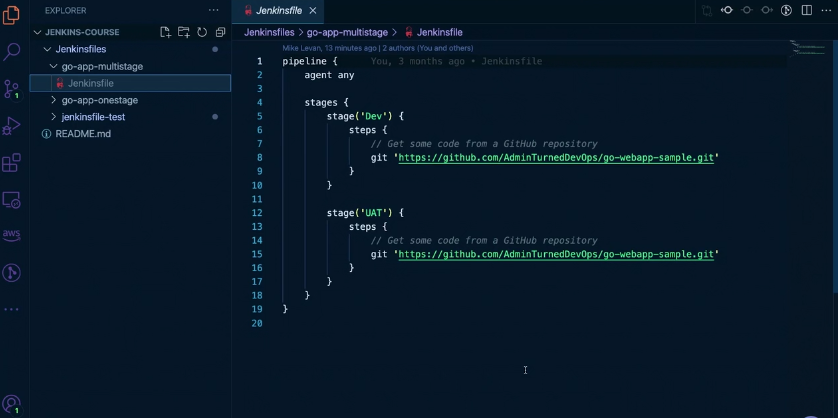 EXPLORER
JENKINS-COURSE
Jenkinsfiles
go-app-multistage
Jenkinsfile
go-app-onestage
jenkinsfile-test
README.md
1
aws
1
Jenkinsfile
Jenkinsfiles > go-app-multistage > Jenkinsfile
Mike Levan, 13 minutes ago | 2 authors (You and others)
1 pipeline { You, 3 months ago • Jenkinsfile
2 agent any
3
4 stages {
5 stage('Dev') {
6 steps {
7 // Get some code from a GitHub repository
8 git 'https://github.com/AdminTurnedDevOps/go-webapp-sample.git'
9 }
10 }
11
12 stage('UAT') {
13 steps {
14 // Get some code from a GitHub repository
15 git 'https://github.com/AdminTurnedDevOps/go-webapp-sample.git'
16 }
17 }
18 }
19 }
20